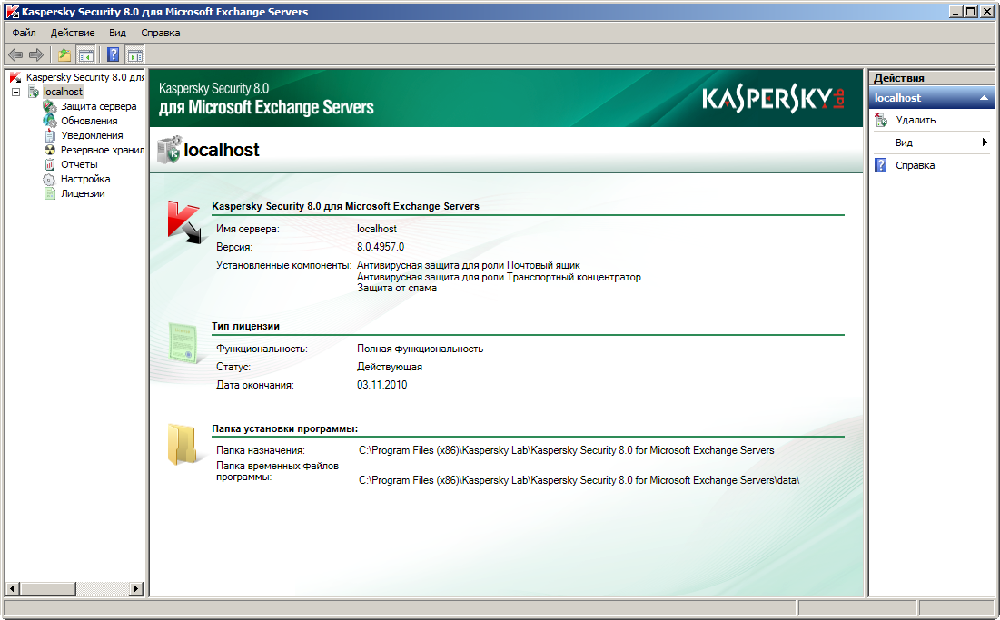 Kaspersky Security 8.0 для Microsoft Exchange Servers
Файл Действие Вид Справка
Kaspersky Security 8.0 для
localhost
Защита сервера
Обновления
Уведомления
Резервное хранил
Отчеты
Настройка
Лицензии
Kaspersky Security 8.0
для Microsoft Exchange Servers
KASPERSKY lab
localhost
Kaspersky Security 8.0 для Microsoft Exchange Servers
Имя сервера: localhost
Версия: 8.0.4957.0
Установленные компоненты: Антивирусная защита для роли Почтовый ящик
Антивирусная защита для роли Транспортный концентратор
Защита от спама
Тип лицензии
Функциональность: Полная функциональность
Статус: Действующая
Дата окончания: 03.11.2010
Папка установки программы:
Папка назначения: C:\Program Files (x86)\Kaspersky Lab\Kaspersky Security 8.0 for Microsoft Exchange Servers
Папка временных файлов
программы: C:\Program Files (x86)\Kaspersky Lab\Kaspersky Security 8.0 for Microsoft Exchange Servers\data\
Действия
localhost
Удалить
Вид
Справка